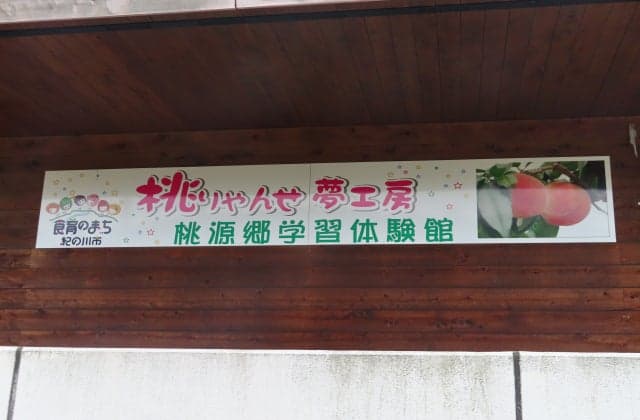 桃りゃんせ夢工房
桃源郷学習体験館
食育のまち
紀の川市